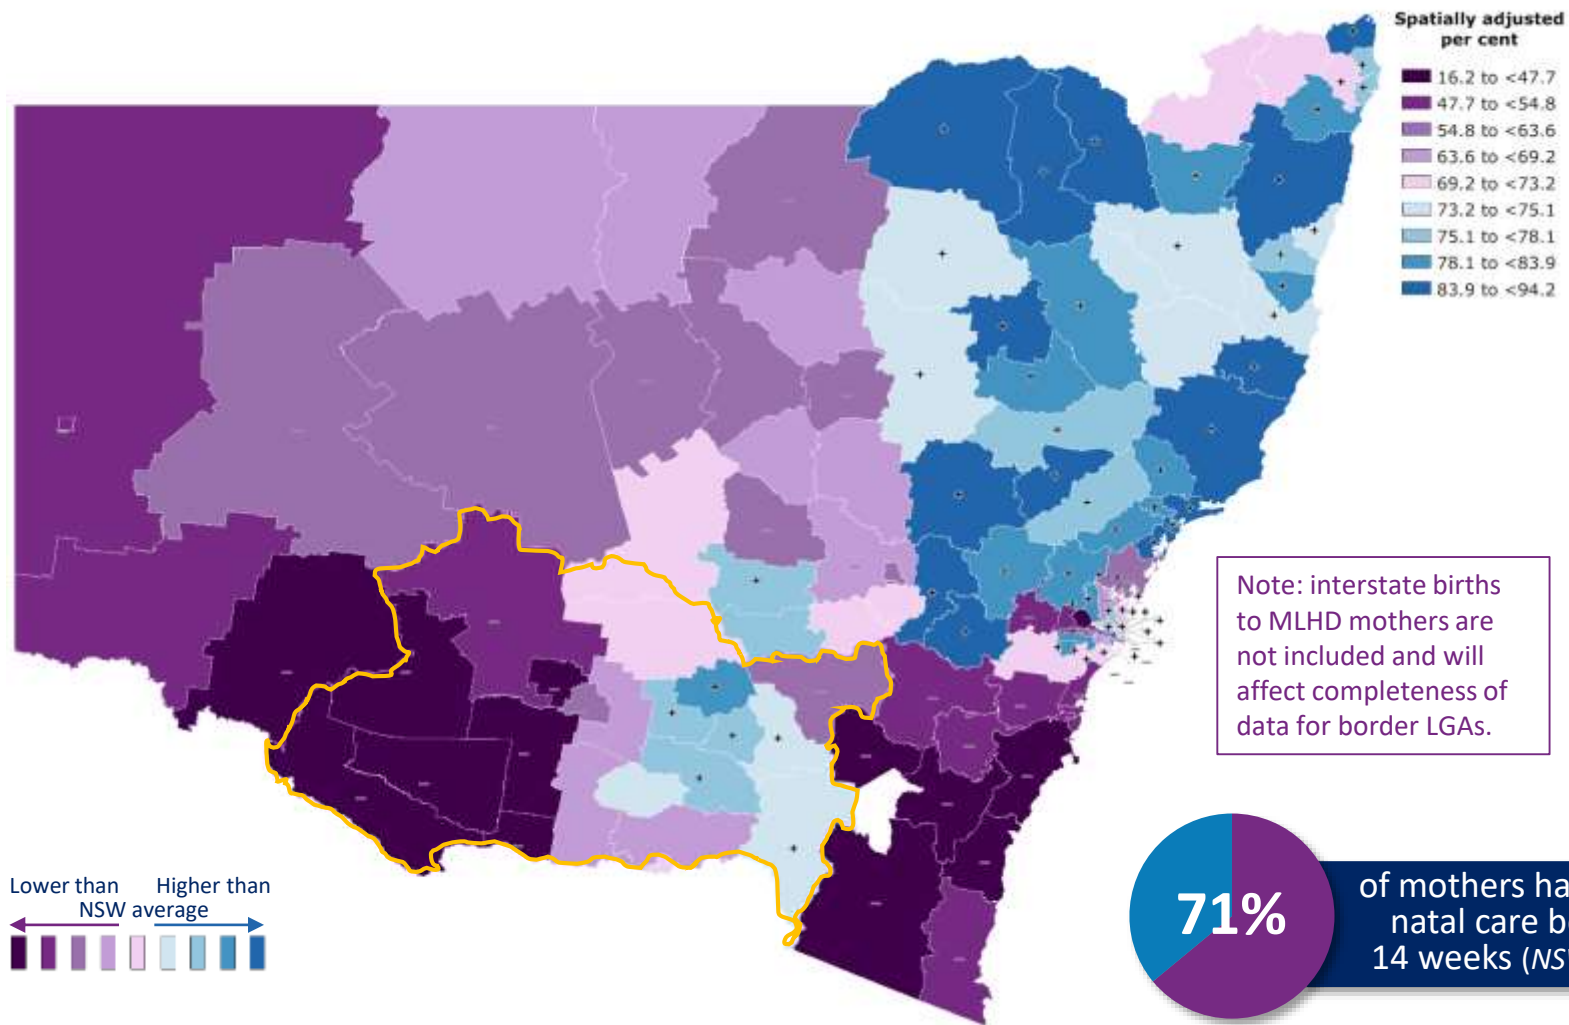 Spatially adjusted
per cent
16.2 to <47.7
47.7 to <54.8
54.8 to <63.6
63.6 to <69.2
69.2 to <73.2
73.2 to <75.1
75.1 to <78.1
78.1 to <83.9
83.9 to <94.2
Note: interstate births
to MLHD mothers are
not included and will
affect completeness of
data for border LGAs.
Lower than
Higher than
NSW average
71%
of mothers ha
natal care b
14 weeks (NS